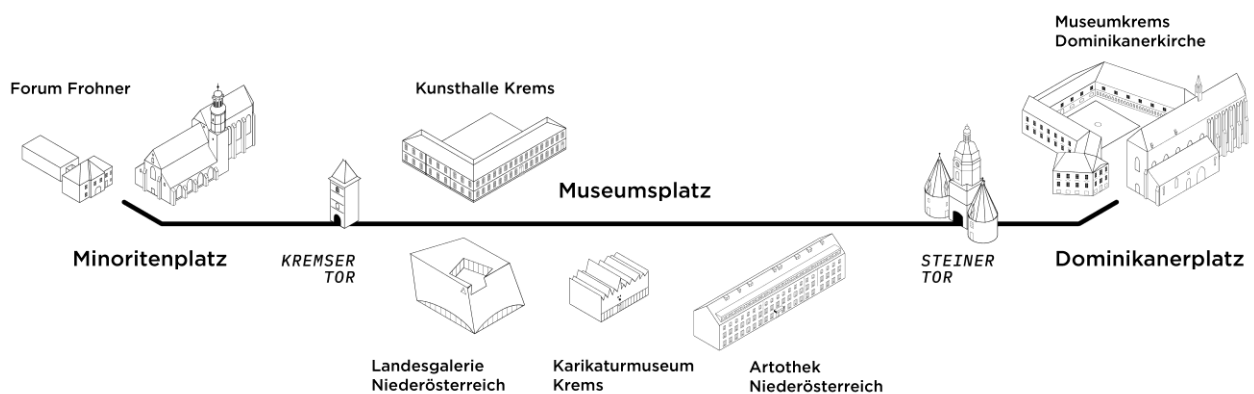 Museumkrems
Dominikanerkirche
Forum Frohner
Kunsthalle Krems
Museumsplatz
Minoritenplatz
KREMSER
TOR
STEINER
TOR
Dominikanerplatz
Landesgalerie
Niederösterreich
Karikaturmuseum
Krems
Artothek
Niederösterreich